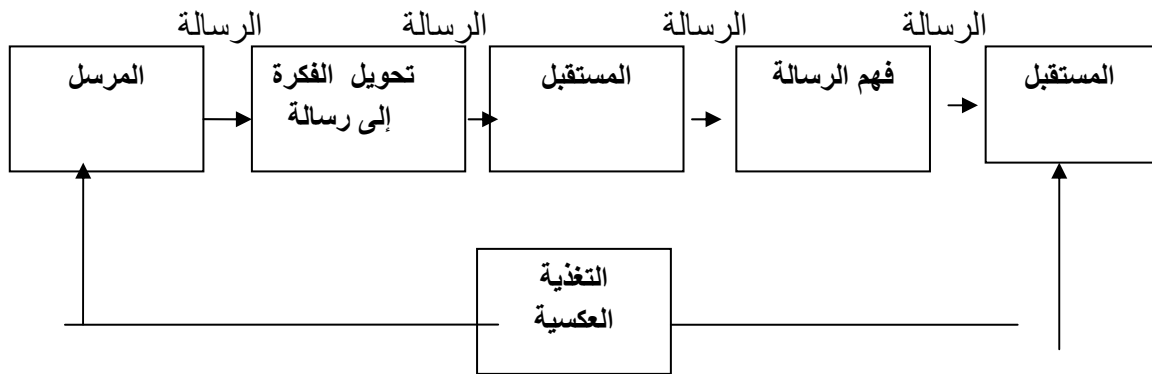 الرسالة الرسالة الرسالة الرسالة
المرسل
تحويل الفكرة
إلى رسالة
المستقبل
فهم الرسالة
المستقبل
التغذية
العكسية